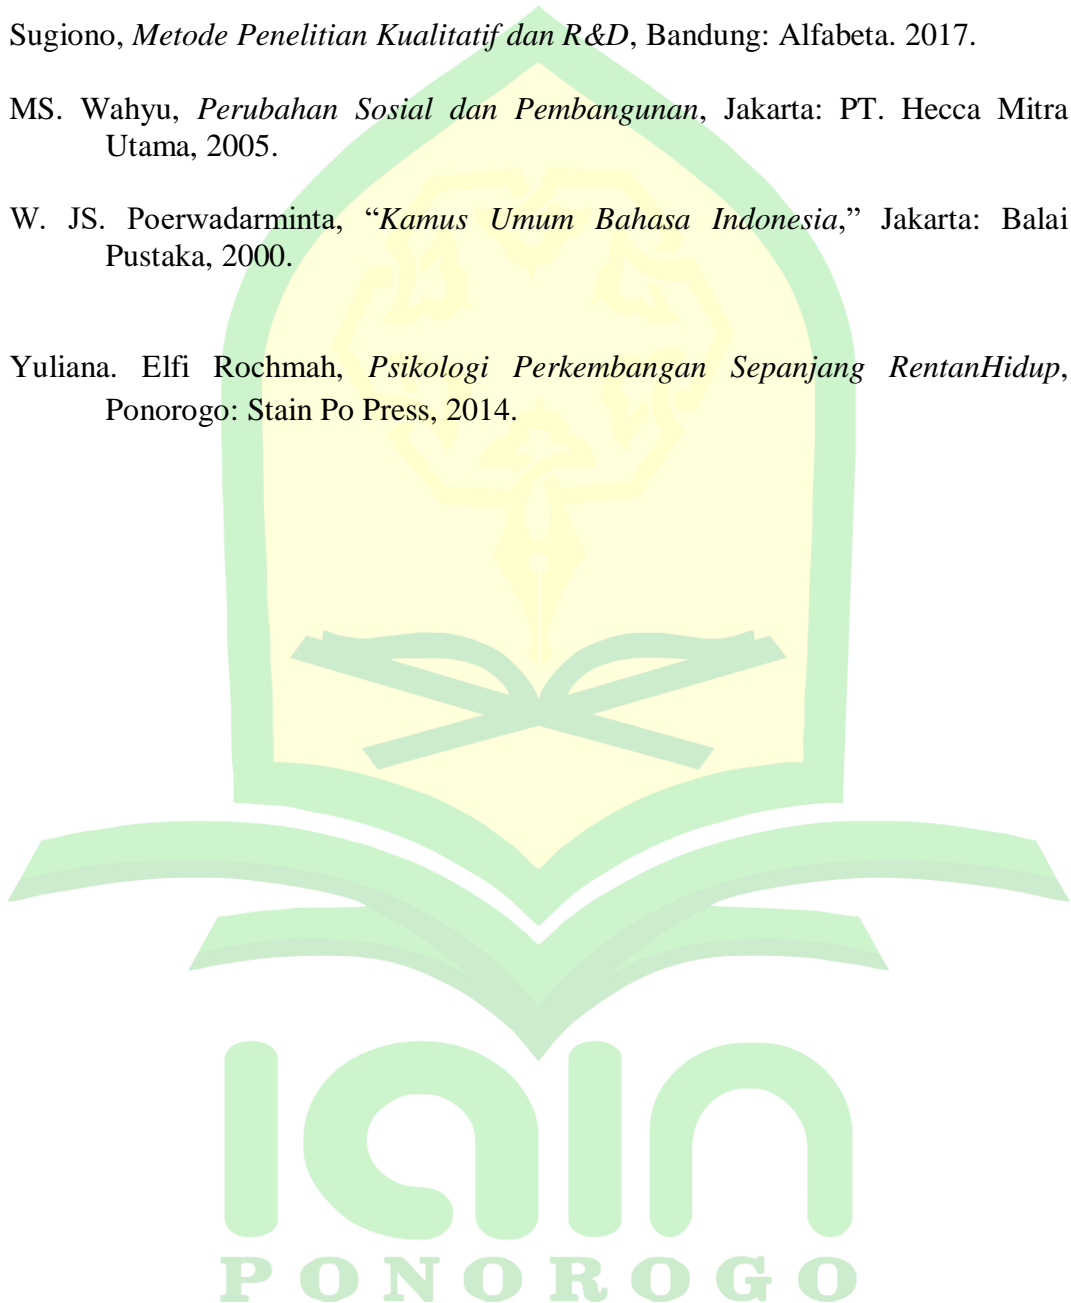 Sugiono, Metode Penelitian Kualitatif dan R&D, Bandung: Alfabeta. 2017.
MS. Wahyu, Perubahan Sosial dan Pembangunan, Jakarta: PT. Hecca Mitra
Utama, 2005.
W. JS. Poerwadarminta, “Kamus Umum Bahasa Indonesia,” Jakarta: Balai
Pustaka, 2000.
Yuliana. Elfi Rochmah, Psikologi Perkembangan Sepanjang RentanHidup,
Ponorogo: Stain Po Press, 2014.
iain
PONOROGO